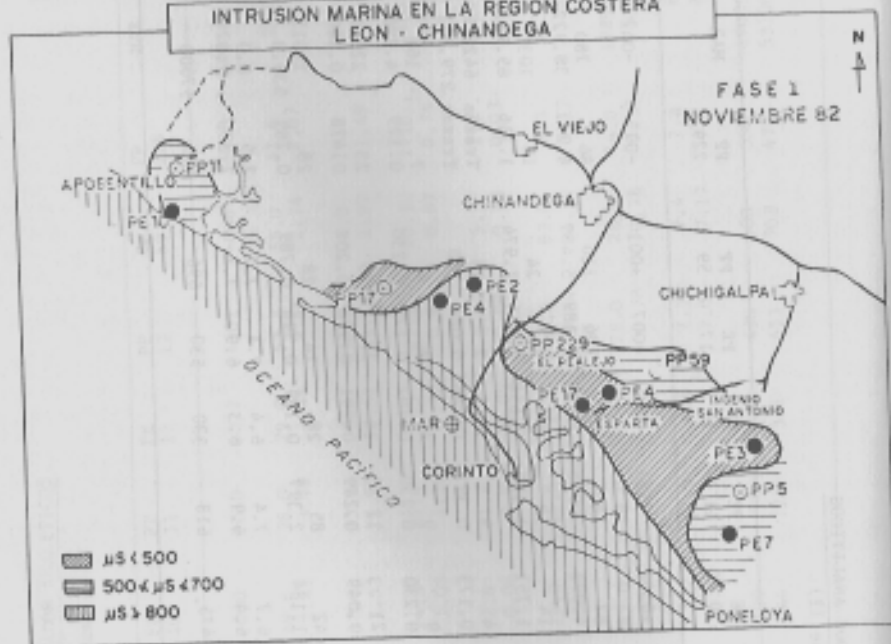 INTRUSION MARINA EN LA REGION COSTERA
LEON - CHINANDEGA
N
FASE 1
NOVIEMBRE 82
EL VIEJO
PP11
APOSENTILLO
PE10
CHINANDEGA
CHICHIGALPA
PP17
PE2
PE4
PP229
EL REALEJO
PP59
PE17
PE4
INGENIO
SAN ANTONIO
ESPARTA
OCEANO PACÍFICO
MAR
CORINTO
PE3
PP5
PE7
PONELOYA
µS < 500
500 < µS < 700
µS > 800